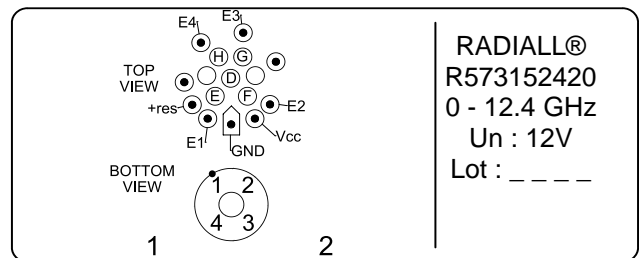 E4 E3
H G
TOP VIEW
D
E F
+res E2
E1 Vcc
GND
BOTTOM VIEW
1 2
4 3
1 2
RADIALL®
R573152420
0 - 12.4 GHz
Un : 12V
Lot : _ _ _ _